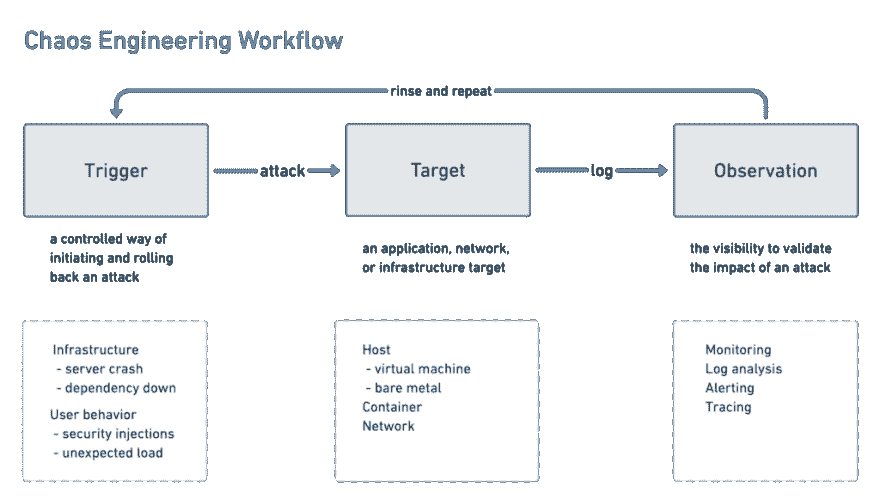 Chaos Engineering Workflow
rinse and repeat
Trigger
attack
Target
log
Observation
a controlled way of
initiating and rolling
back an attack
an application, network,
or infrastructure target
the visibility to validate
the impact of an attack
Infrastructure
- server crash
- dependency down
User behavior
- security injections
- unexpected load
Host
- virtual machine
- bare metal
Container
Network
Monitoring
Log analysis
Alerting
Tracing